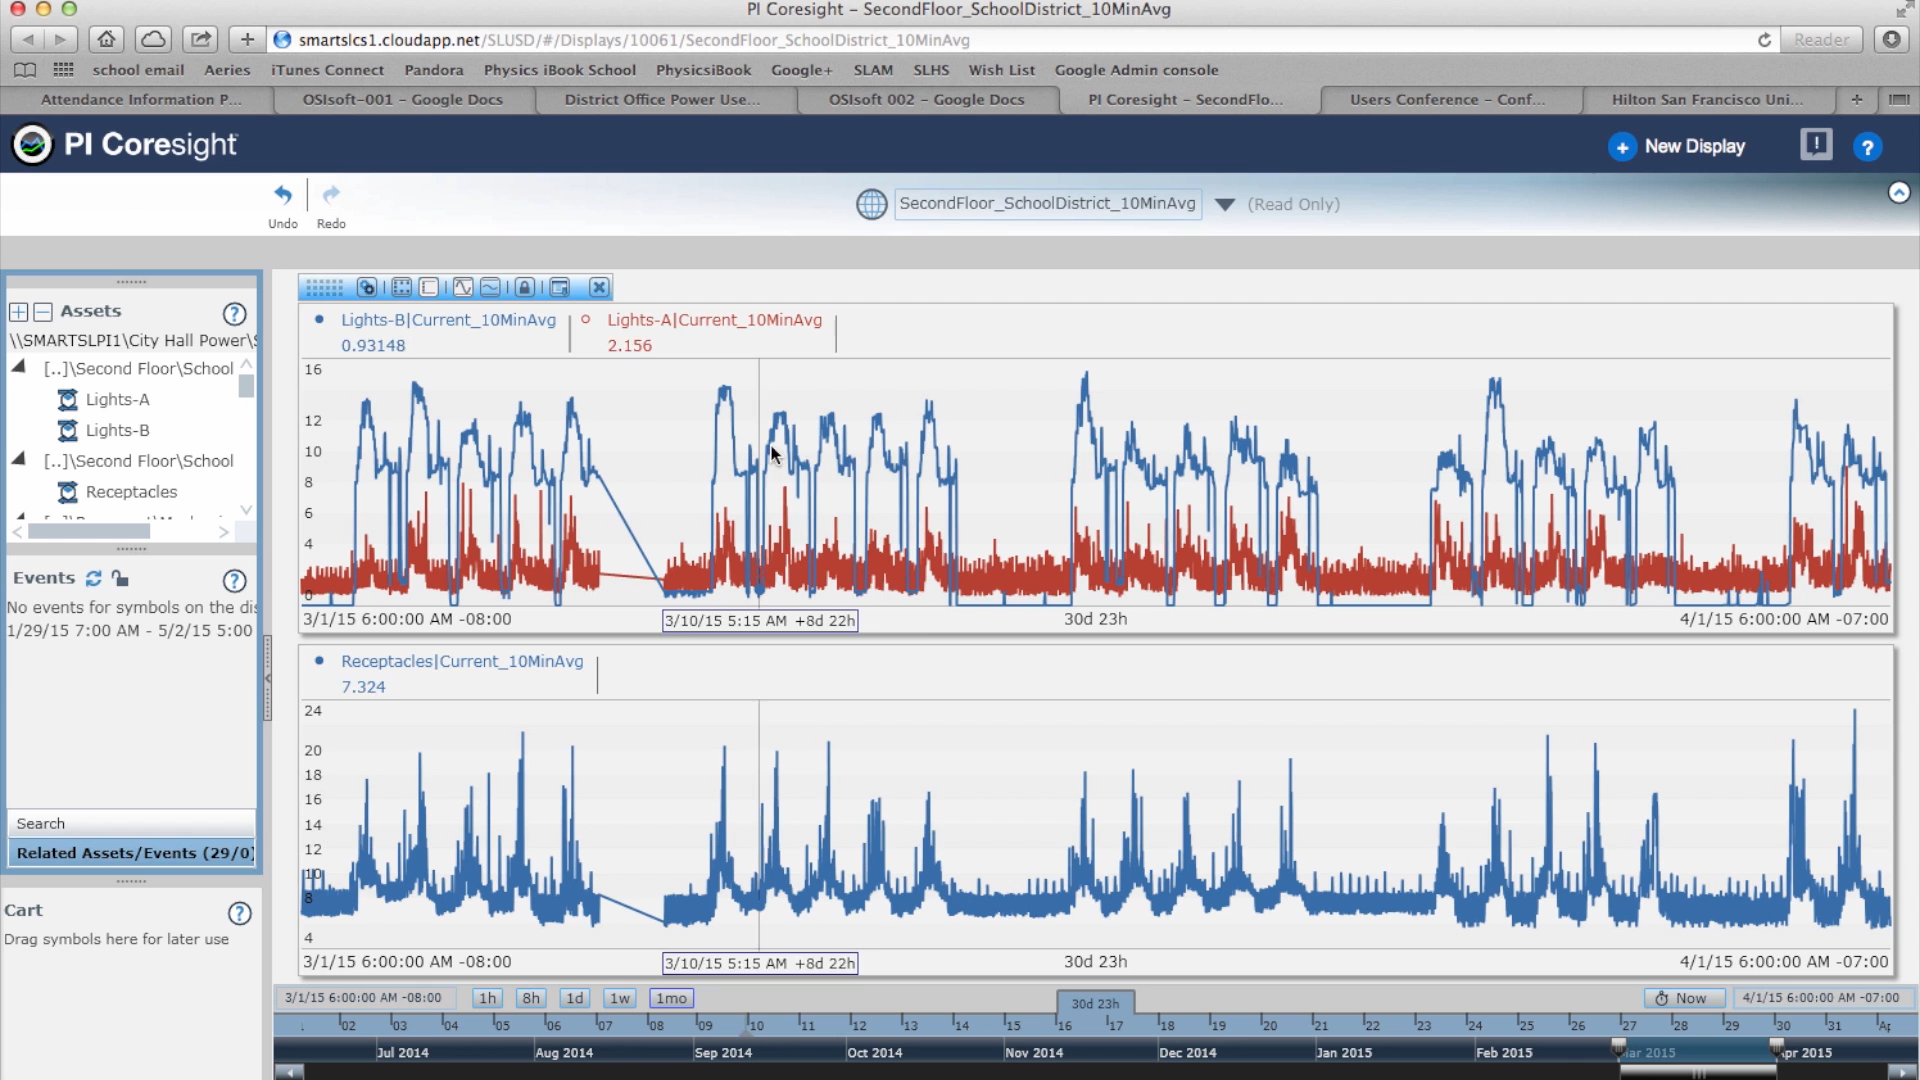 PI Coresight – SecondFloor_SchoolDistrict_10MinAvg
smartslcs1.cloudapp.net/SLUSD/#/Displays/10061/SecondFloor_SchoolDistrict_10MinAvg
Reader
school email Aeries iTunes Connect Pandora Physics iBook School PhysicsiBook Google+ SLAM SLHS Wish List Google Admin console
Attendance Information P... OSIsoft-001 – Google Docs District Office Power Use... OSIsoft 002 – Google Docs PI Coresight – SecondFlo... Users Conference – Conf... Hilton San Francisco Uni... +
PI Coresight
New Display ! ?
Undo Redo
SecondFloor_SchoolDistrict_10MinAvg (Read Only)
Assets ?
\\SMARTSLPI1\City Hall Power\
[..]\Second Floor\School
Lights-A
Lights-B
[..]\Second Floor\School
Receptacles
Events ?
No events for symbols on the
1/29/15 7:00 AM - 5/2/15 5:00
Search
Related Assets/Events (29/0)
Cart ?
Drag symbols here for later use
Lights-B|Current_10MinAvg Lights-A|Current_10MinAvg
0.93148 2.156
16
12
10
8
6
4
0
3/1/15 6:00:00 AM -08:00 3/10/15 5:15 AM +8d 22h 30d 23h 4/1/15 6:00:00 AM -07:00
Receptacles|Current_10MinAvg
7.324
24
20
18
16
14
12
10
8
4
3/1/15 6:00:00 AM -08:00 3/10/15 5:15 AM +8d 22h 30d 23h 4/1/15 6:00:00 AM -07:00
3/1/15 6:00:00 AM -08:00 1h 8h 1d 1w 1mo 30d 23h Now 4/1/15 6:00:00 AM -07:00
02 03 04 05 06 07 08 09 10 11 12 13 14 15 16 17 18 19 20 21 22 23 24 25 26 27 28 29 30 31
Jul 2014 Aug 2014 Sep 2014 Oct 2014 Nov 2014 Dec 2014 Jan 2015 Feb 2015 ar 2015 pr 2015